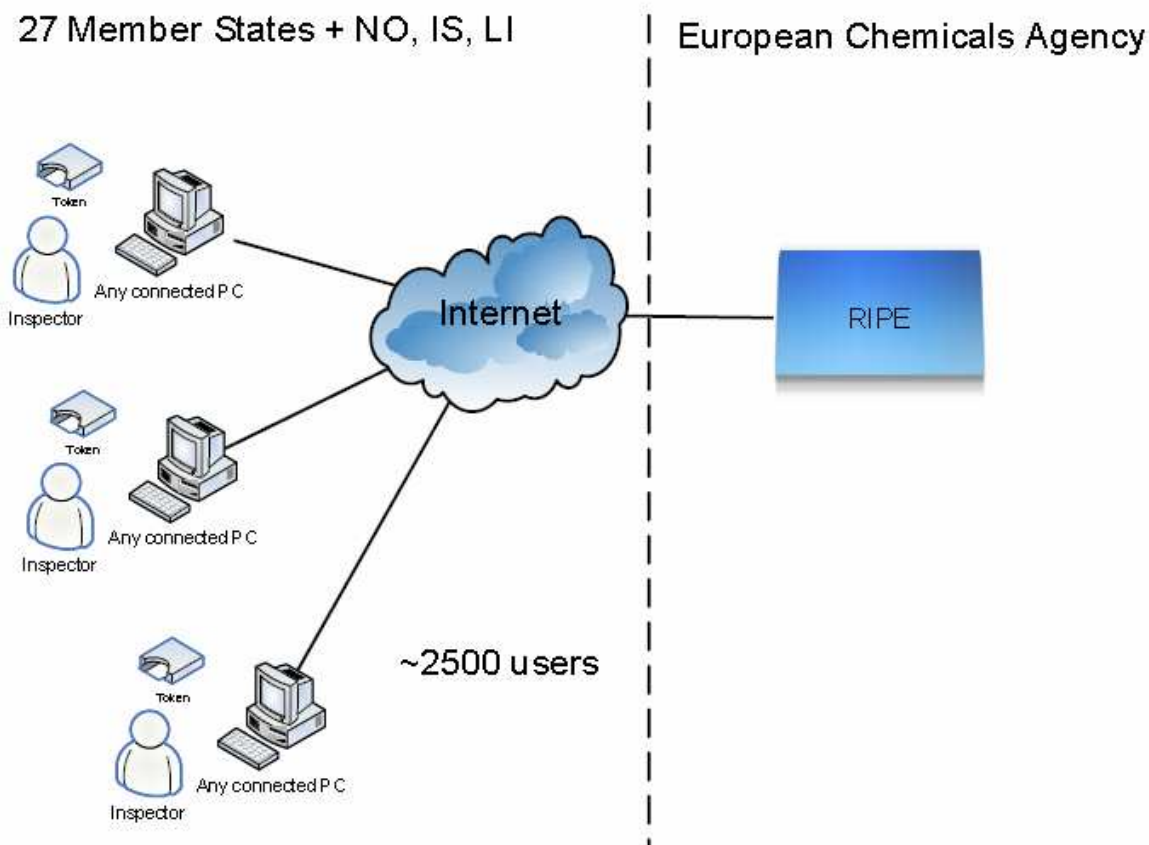 27 Member States + NO, IS, LI
European Chemicals Agency
Token
Any connected PC
Inspector
Internet
RIPE
Token
Any connected PC
Inspector
~2500 users
Token
Any connected PC
Inspector